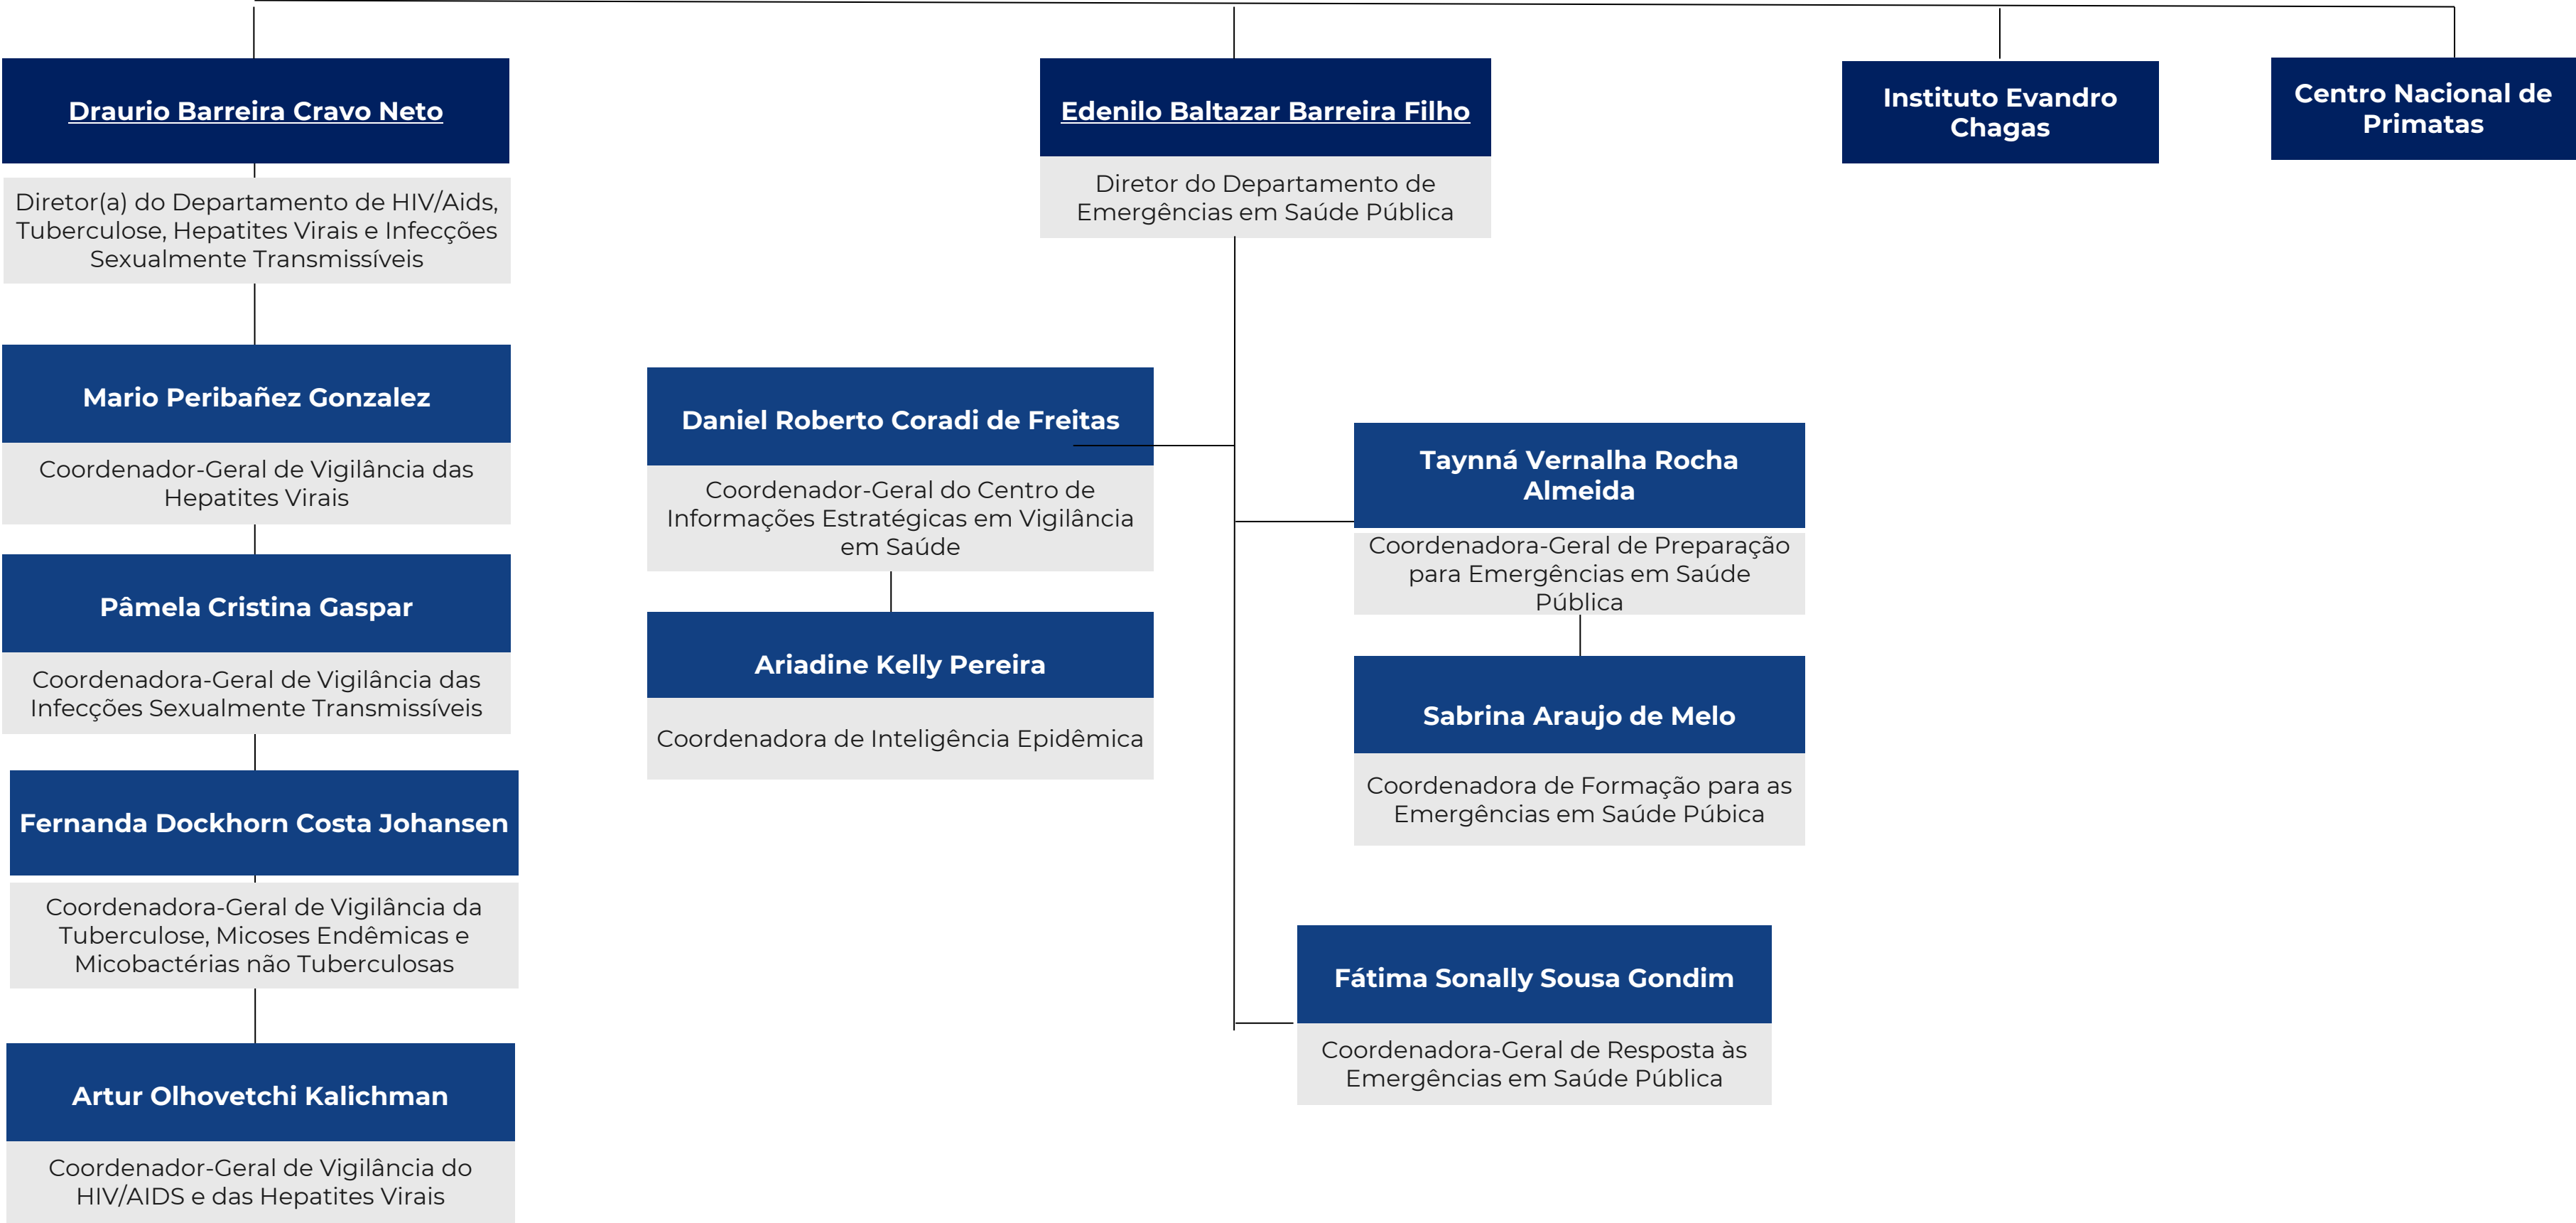 Draurio Barreira Cravo Neto
Diretor(a) do Departamento de HIV/Aids,
Tuberculose, Hepatites Virais e Infecções
Sexualmente Transmissíveis
Mario Peribañez Gonzalez
Coordenador-Geral de Vigilância das
Hepatites Virais
Pâmela Cristina Gaspar
Coordenadora-Geral de Vigilância das
Infecções Sexualmente Transmissíveis
Fernanda Dockhorn Costa Johansen
Coordenadora-Geral de Vigilância da
Tuberculose, Micoses Endêmicas e
Micobactérias não Tuberculosas
Artur Olhovetchi Kalichman
Coordenador-Geral de Vigilância do
HIV/AIDS e das Hepatites Virais
Edenilo Baltazar Barreira Filho
Diretor do Departamento de
Emergências em Saúde Pública
Daniel Roberto Coradi de Freitas
Coordenador-Geral do Centro de
Informações Estratégicas em Vigilância
em Saúde
Ariadine Kelly Pereira
Coordenadora de Inteligência Epidêmica
Taynná Vernalha Rocha
Almeida
Coordenadora-Geral de Preparação
para Emergências em Saúde
Pública
Sabrina Araujo de Melo
Coordenadora de Formação para as
Emergências em Saúde Púbica
Fátima Sonally Sousa Gondim
Coordenadora-Geral de Resposta às
Emergências em Saúde Pública
Instituto Evandro
Chagas
Centro Nacional de
Primatas